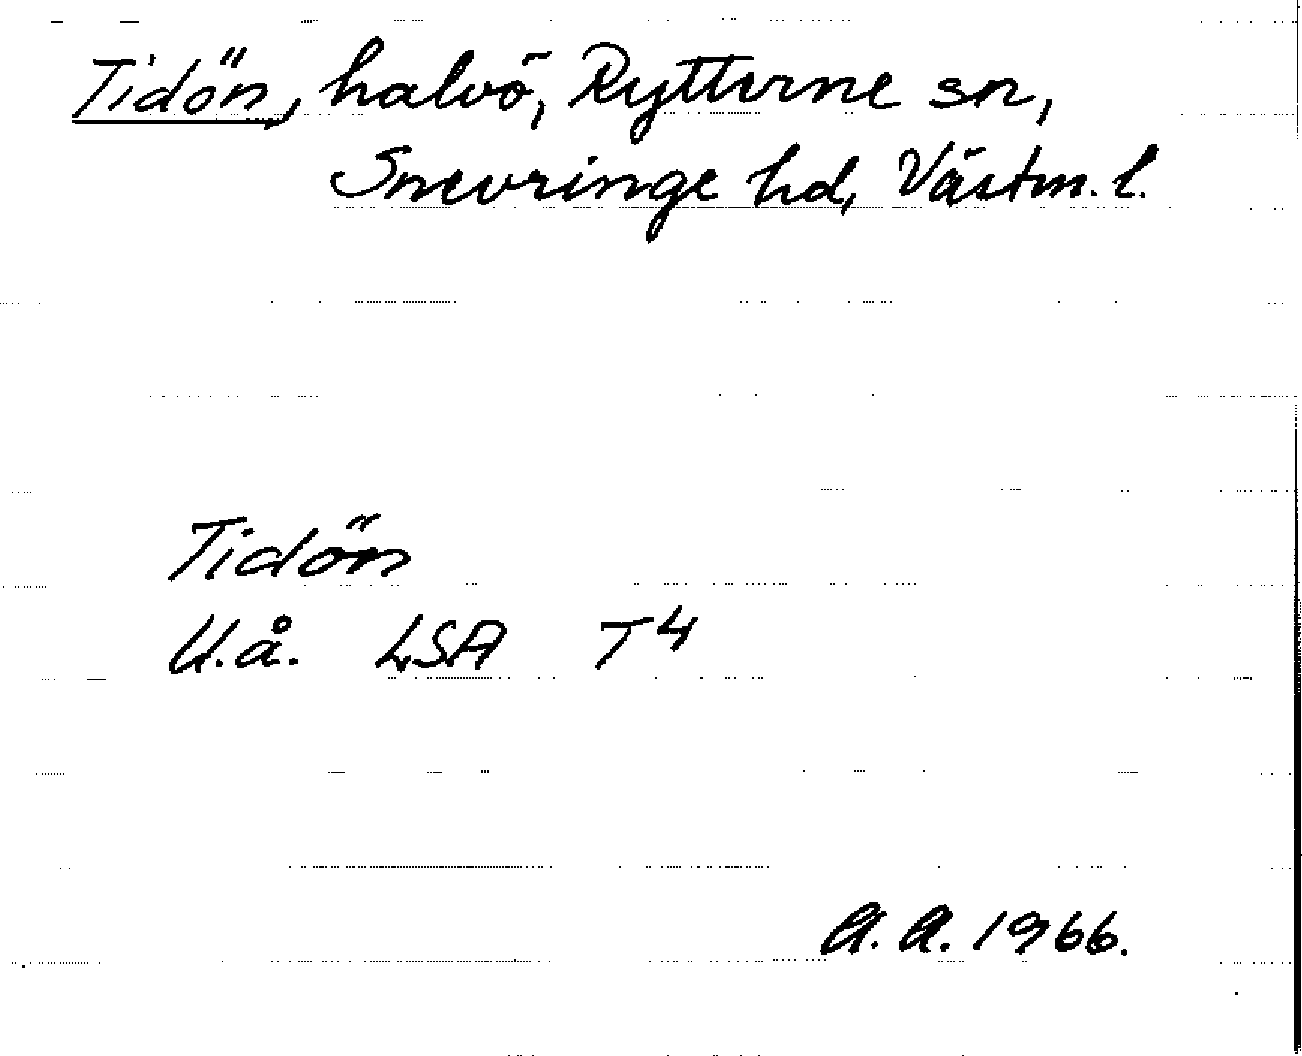 Tidön, halvö, Rytterne sn,
Snevringe hd, Västm. l.
Tidön
U.å. LSA T4
A.A. 1966.